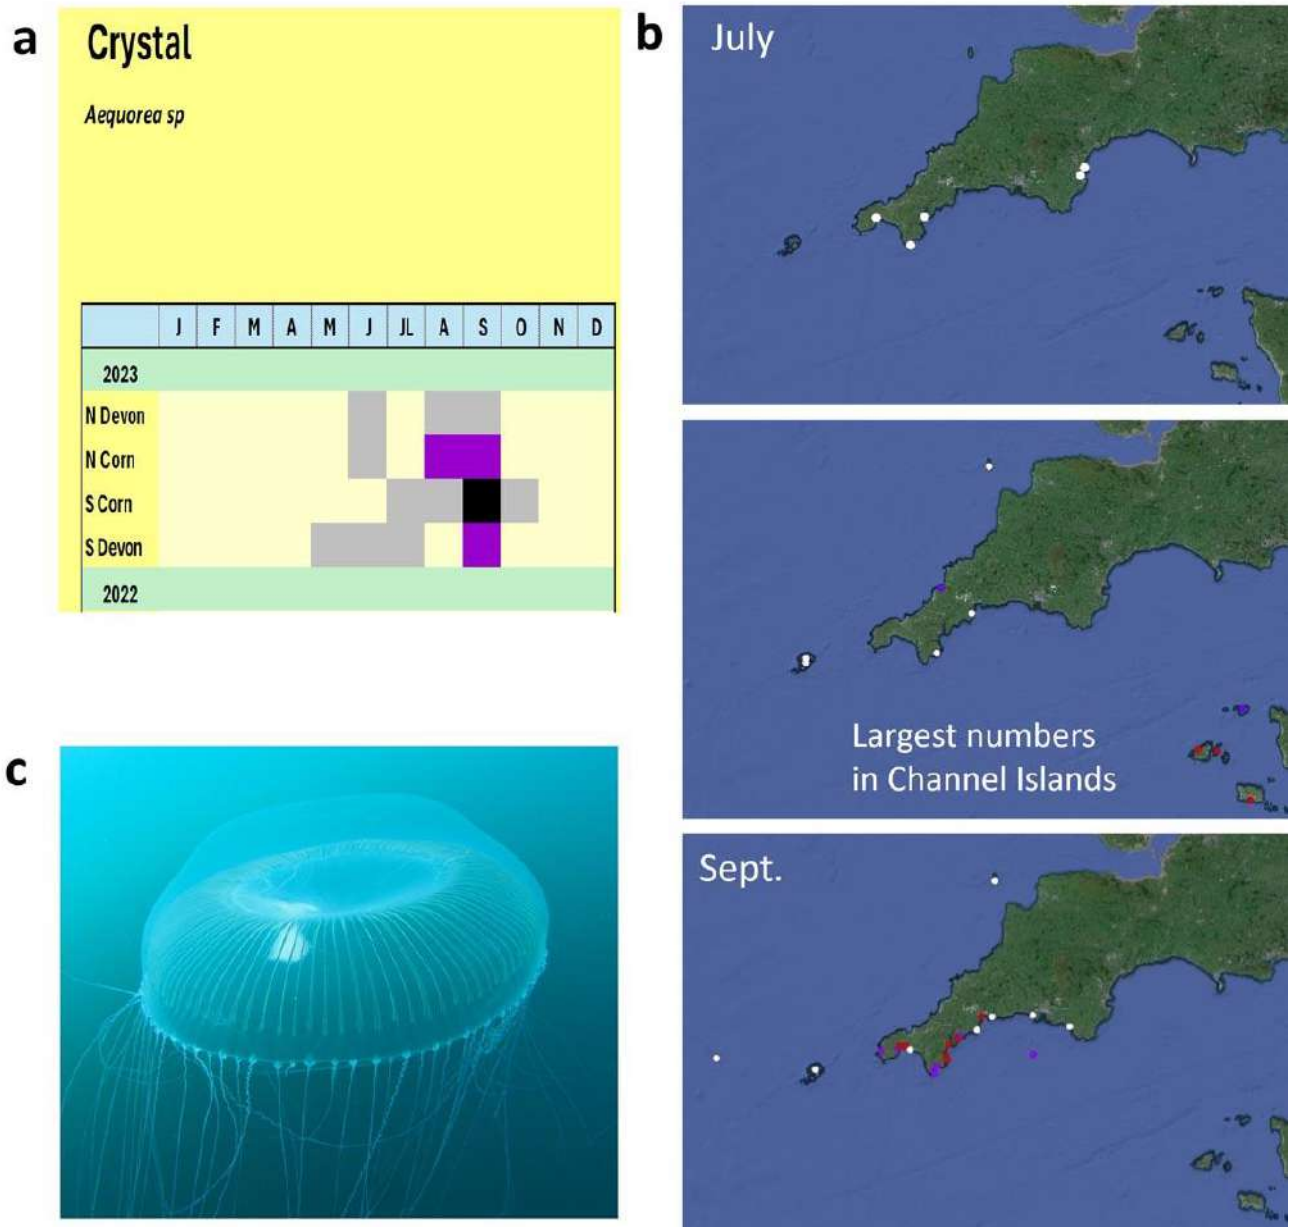 a
Crystal
Aequorea sp
J F M A M J JL A S O N D
2023
N Devon
N Corn
S Corn
S Devon
2022
b
July
Largest numbers
in Channel Islands
Sept.
c